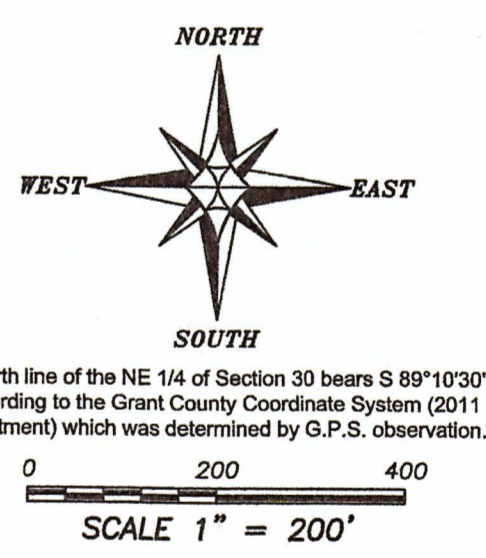 NORTH
WEST EAST
SOUTH
th line of the NE 1/4 of Section 30 bears S 89°10'30"
rding to the Grant County Coordinate System (2011
tment) which was determined by G.P.S. observation.
0 200 400
SCALE 1" = 200'